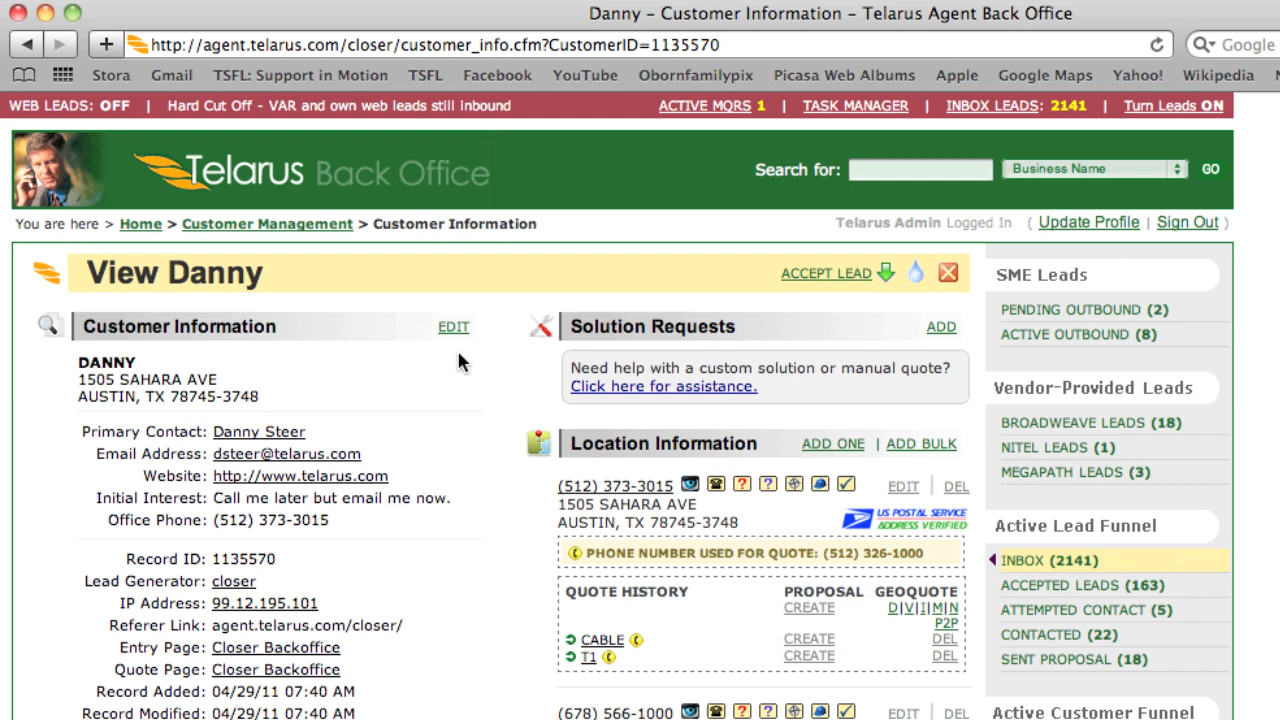 Danny – Customer Information – Telarus Agent Back Office
http://agent.telarus.com/closer/customer_info.cfm?CustomerID=1135570
Google
Stora Gmail TSFL: Support in Motion TSFL Facebook YouTube Obornfamilypix Picasa Web Albums Apple Google Maps Yahoo! Wikipedia
WEB LEADS: OFF | Hard Cut Off - VAR and own web leads still inbound
ACTIVE MQRS 1 | TASK MANAGER | INBOX LEADS: 2141 | Turn Leads ON
Telarus Back Office
Search for: Business Name GO
You are here > Home > Customer Management > Customer Information
Telarus Admin Logged In ( Update Profile | Sign Out )
View Danny
ACCEPT LEAD
Customer Information EDIT
DANNY
1505 SAHARA AVE
AUSTIN, TX 78745-3748
Primary Contact: Danny Steer
Email Address: dsteer@telarus.com
Website: http://www.telarus.com
Initial Interest: Call me later but email me now.
Office Phone: (512) 373-3015
Record ID: 1135570
Lead Generator: closer
IP Address: 99.12.195.101
Referer Link: agent.telarus.com/closer/
Entry Page: Closer Backoffice
Quote Page: Closer Backoffice
Record Added: 04/29/11 07:40 AM
Record Modified: 04/29/11 07:40 AM
Solution Requests ADD
Need help with a custom solution or manual quote?
Click here for assistance.
Location Information ADD ONE | ADD BULK
(512) 373-3015 EDIT | DEL
1505 SAHARA AVE
AUSTIN, TX 78745-3748
US POSTAL SERVICE
ADDRESS VERIFIED
PHONE NUMBER USED FOR QUOTE: (512) 326-1000
QUOTE HISTORY PROPOSAL GEOQUOTE
CREATE D|V|I|M|N
P2P
CABLE CREATE DEL
T1 CREATE DEL
(678) 566-1000 EDIT | DEL
SME Leads
PENDING OUTBOUND (2)
ACTIVE OUTBOUND (8)
Vendor-Provided Leads
BROADWEAVE LEADS (18)
NITEL LEADS (1)
MEGAPATH LEADS (3)
Active Lead Funnel
INBOX (2141)
ACCEPTED LEADS (163)
ATTEMPTED CONTACT (5)
CONTACTED (22)
SENT PROPOSAL (18)
Active Customer Funnel